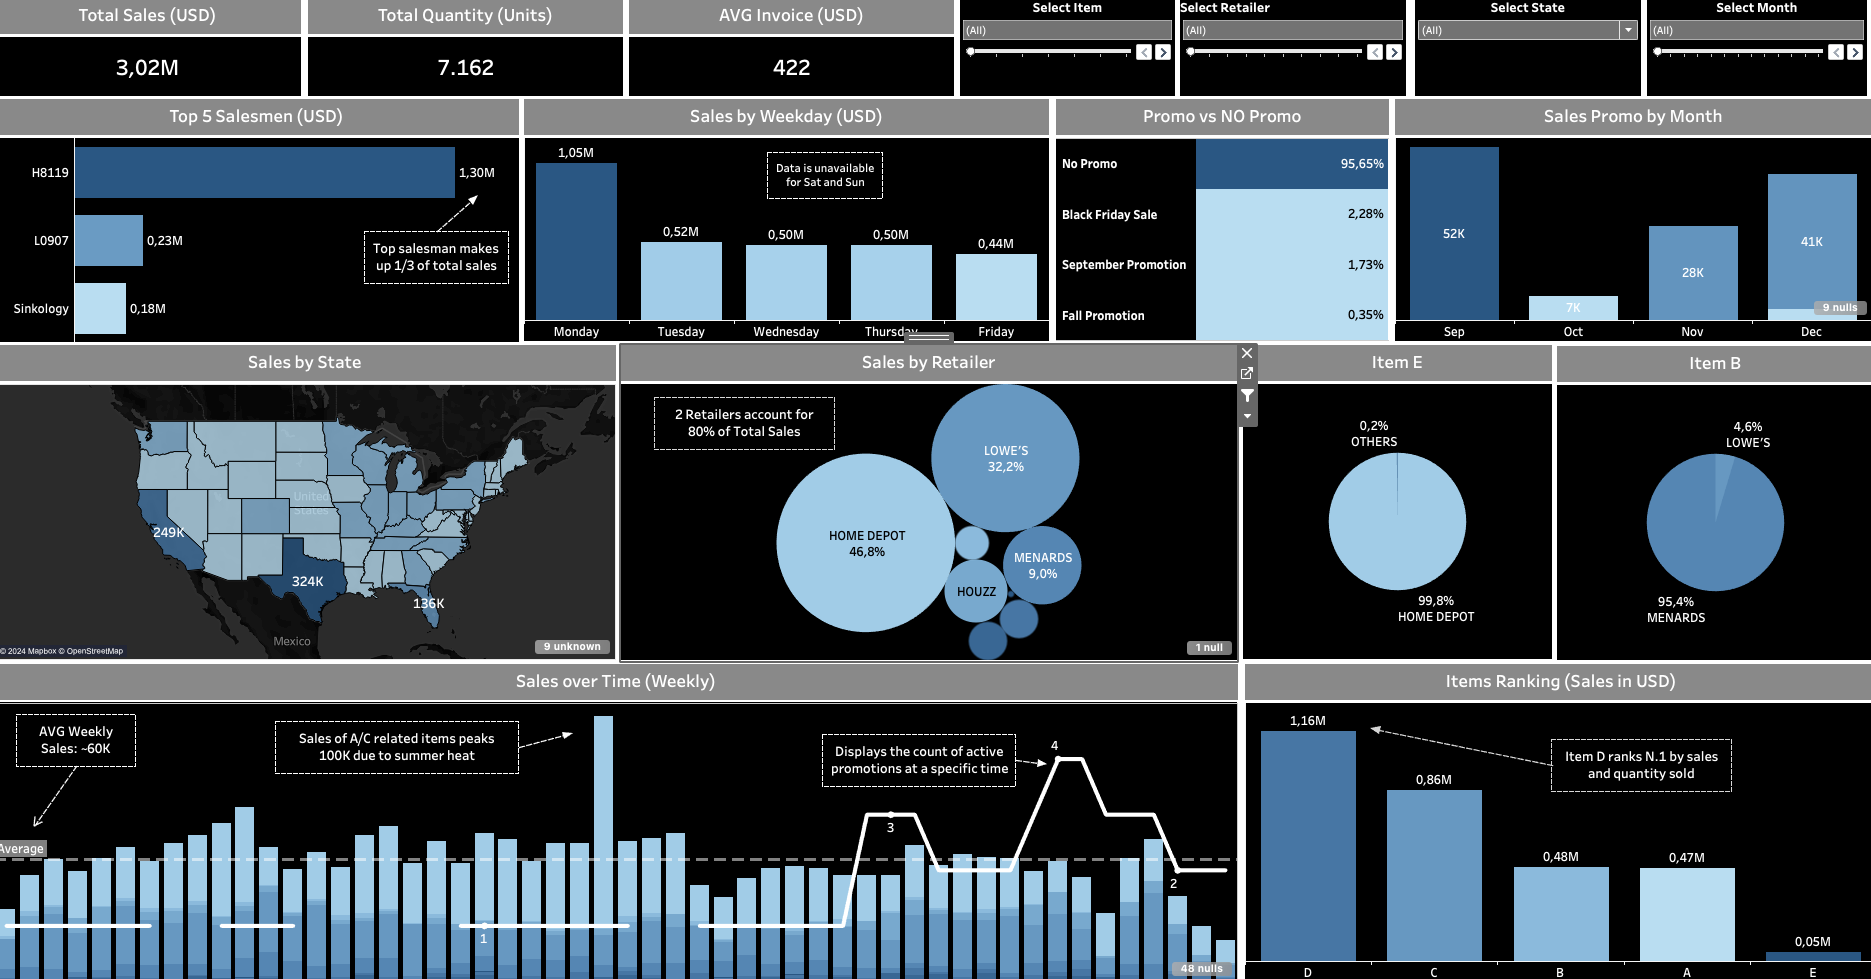 Total Sales (USD)
3,02M
Total Quantity (Units)
7.162
AVG Invoice (USD)
422
Select Item
(All)
Select Retailer
(All)
Select State
(All)
Select Month
(All)
Top 5 Salesmen (USD)
H8119
1,30M
L0907
0,23M
Sinkology
0,18M
Top salesman makes
up 1/3 of total sales
Sales by Weekday (USD)
1,05M
0,52M
0,50M
0,50M
0,44M
Data is unavailable
for Sat and Sun
Monday
Tuesday
Wednesday
Thursday
Friday
Promo vs NO Promo
No Promo
95,65%
Black Friday Sale
2,28%
September Promotion
1,73%
Fall Promotion
0,35%
Sales Promo by Month
52K
7K
28K
41K
9 nulls
Sep
Oct
Nov
Dec
Sales by State
United
States
249K
324K
136K
Mexico
© 2024 Mapbox © OpenStreetMap
9 unknown
Sales by Retailer
2 Retailers account for
80% of Total Sales
LOWE'S
32,2%
HOME DEPOT
46,8%
MENARDS
9,0%
HOUZZ
1 null
Item E
0,2%
OTHERS
99,8%
HOME DEPOT
Item B
4,6%
LOWE'S
95,4%
MENARDS
Sales over Time (Weekly)
AVG Weekly
Sales: ~60K
Average
Sales of A/C related items peaks
100K due to summer heat
Displays the count of active
promotions at a specific time
1
3
4
2
48 nulls
Items Ranking (Sales in USD)
1,16M
0,86M
0,48M
0,47M
0,05M
Item D ranks N.1 by sales
and quantity sold
D
C
B
A
E